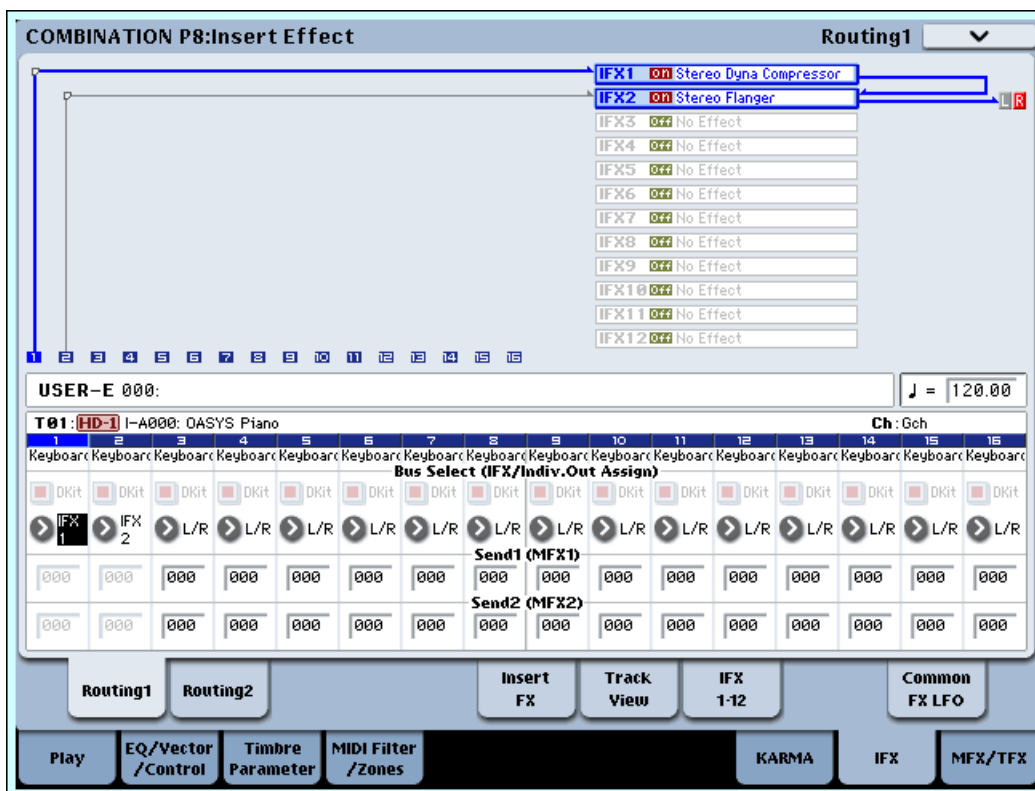 COMBINATION P8:Insert Effect Routing1
IFX1 On Stereo Dyna Compressor
IFX2 On Stereo Flanger
L R
IFX3 Off No Effect
IFX4 Off No Effect
IFX5 Off No Effect
IFX6 Off No Effect
IFX7 Off No Effect
IFX8 Off No Effect
IFX9 Off No Effect
IFX10 Off No Effect
IFX11 Off No Effect
IFX12 Off No Effect
1 2 3 4 5 6 7 8 9 10 11 12 13 14 15 16
USER-E 000: ♩ = 120.00
T01:HD-1 I-A000: OASYS Piano Ch:Gch
1 2 3 4 5 6 7 8 9 10 11 12 13 14 15 16
Keyboard Keyboard Keyboard Keyboard Keyboard Keyboard Keyboard Keyboard Keyboard Keyboard Keyboard Keyboard Keyboard Keyboard Keyboard Keyboard
Bus Select (IFX/Indiv.Out Assign)
DKit DKit DKit DKit DKit DKit DKit DKit DKit DKit DKit DKit DKit DKit DKit DKit
IFX 1 IFX 2 L/R L/R L/R L/R L/R L/R L/R L/R L/R L/R L/R L/R L/R L/R
Send1 (MFX1)
000 000 000 000 000 000 000 000 000 000 000 000 000 000 000 000
Send2 (MFX2)
000 000 000 000 000 000 000 000 000 000 000 000 000 000 000 000
Routing1 Routing2 Insert FX Track View IFX 1-12 Common FX LFO
Play EQ/Vector /Control Timbre Parameter MIDI Filter /Zones KARMA IFX MFX/TFX